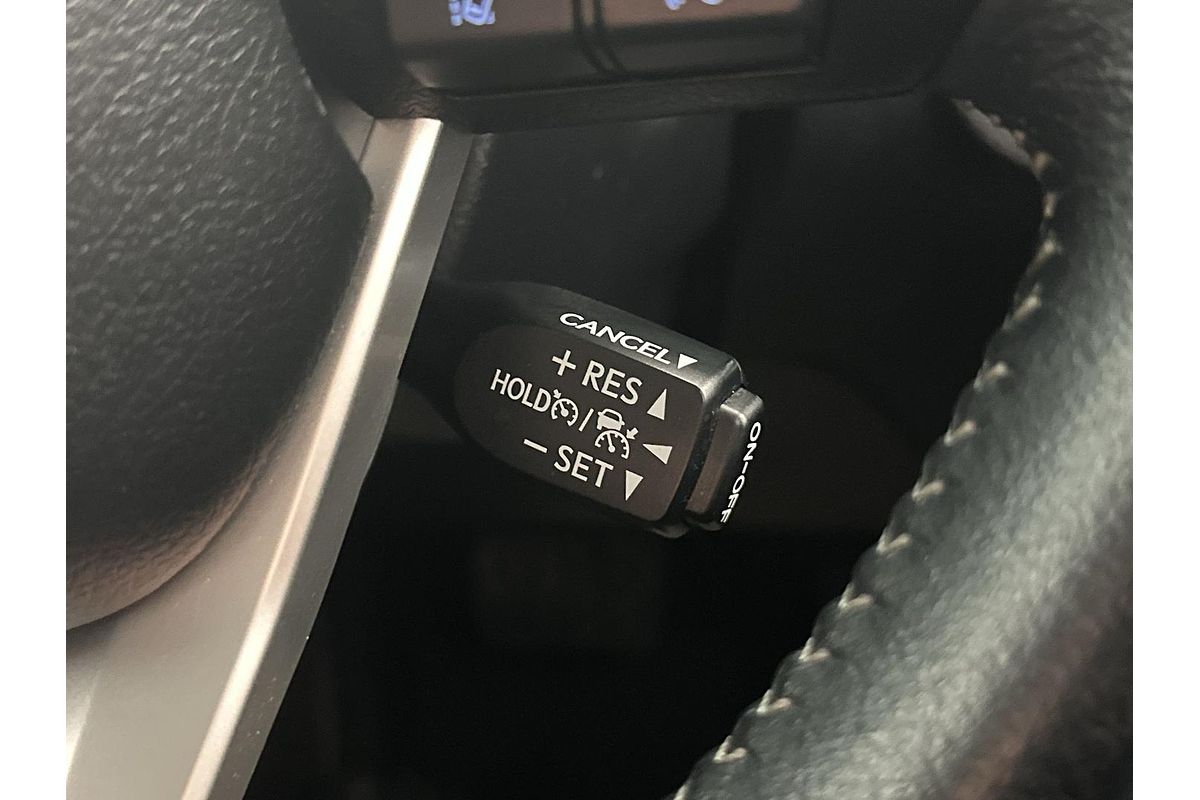 CANCEL▼
+ RES ▲
HOLD / ◀
- SET ▼
ON-OFF